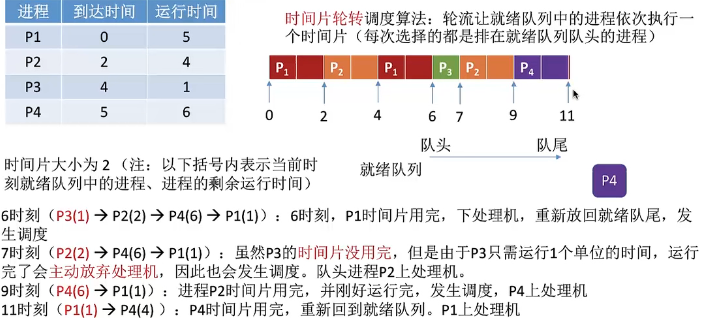 进程 到达时间 运行时间
P1 0 5
P2 2 4
P3 4 1
P4 5 6
时间片轮转调度算法：轮流让就绪队列中的进程依次执行一
个时间片（每次选择的都是排在就绪队列队头的进程）
P1 P2 P1 P3 P2 P4
0 2 4 6 7 9 11
队头 队尾
就绪队列
P4
时间片大小为 2（注：以下括号内表示当前时
刻就绪队列中的进程、进程的剩余运行时间）
6时刻（P3(1) → P2(2) → P4(6) → P1(1)）：6时刻，P1时间片用完，下处理机，重新放回就绪队尾，发
生调度
7时刻（P2(2) → P4(6) → P1(1)）：虽然P3的时间片没用完，但是由于P3只需运行1个单位的时间，运行
完了会主动放弃处理机，因此也会发生调度。队头进程P2上处理机。
9时刻（P4(6) → P1(1)）：进程P2时间片用完，并刚好运行完，发生调度，P4上处理机
11时刻（P1(1) → P4(4)）：P4时间片用完，重新回到就绪队列。P1上处理机